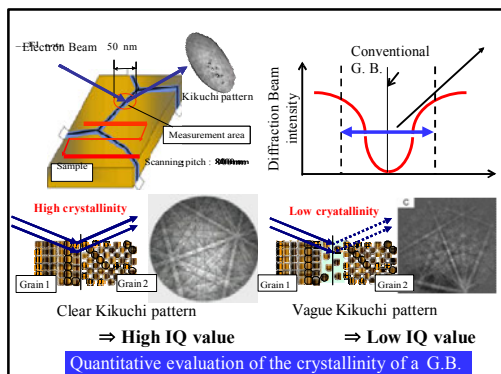 Electron Beam
50 nm
Kikuchi pattern
Measurement area
Scanning pitch :
Sample
Conventional
G. B.
Diffraction Beam
intensity
High crystallinity
Grain 1
Grain 2
Clear Kikuchi pattern
⇒ High IQ value
Low cryatallinity
Grain 1
Grain 2
C
Vague Kikuchi pattern
⇒ Low IQ value
Quantitative evaluation of the crystallinity of a G.B.